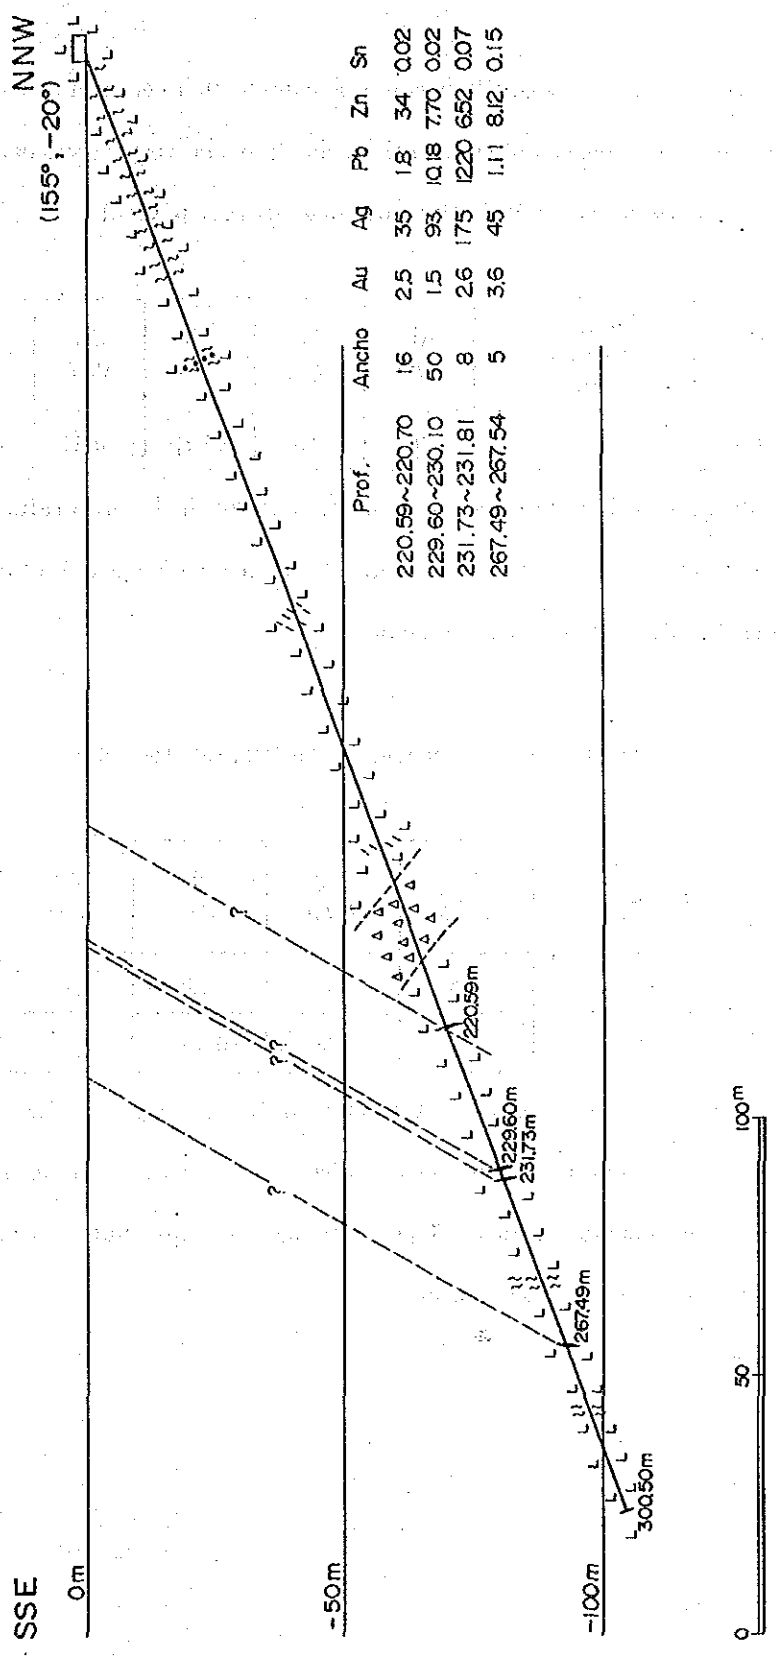 SSE
NNW
(155°, -20°)
0m
-50m
-100m
Prof. Ancho Au Ag Pb Zn Sn
220.59~220.70 16 2.5 35 1.8 34 0.02
229.60~230.10 50 1.5 93 10.18 7.70 0.02
231.73~231.81 8 2.6 175 12.20 6.52 0.07
267.49~267.54 5 3.6 45 1.11 8.12 0.15
?
?
?
?
220.59m
229.60m
231.73m
267.49m
300.50m
0 50 100m